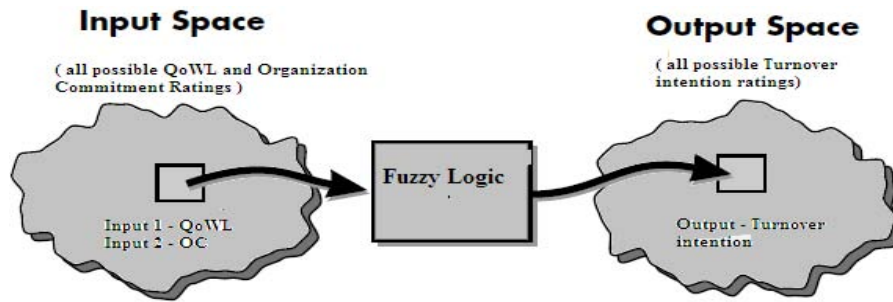 Input Space
( all possible QoWL and Organization
Commitment Ratings )
Input 1 - QoWL
Input 2 - OC
Fuzzy Logic
Output Space
( all possible Turnover
intention ratings)
Output - Turnover
intention